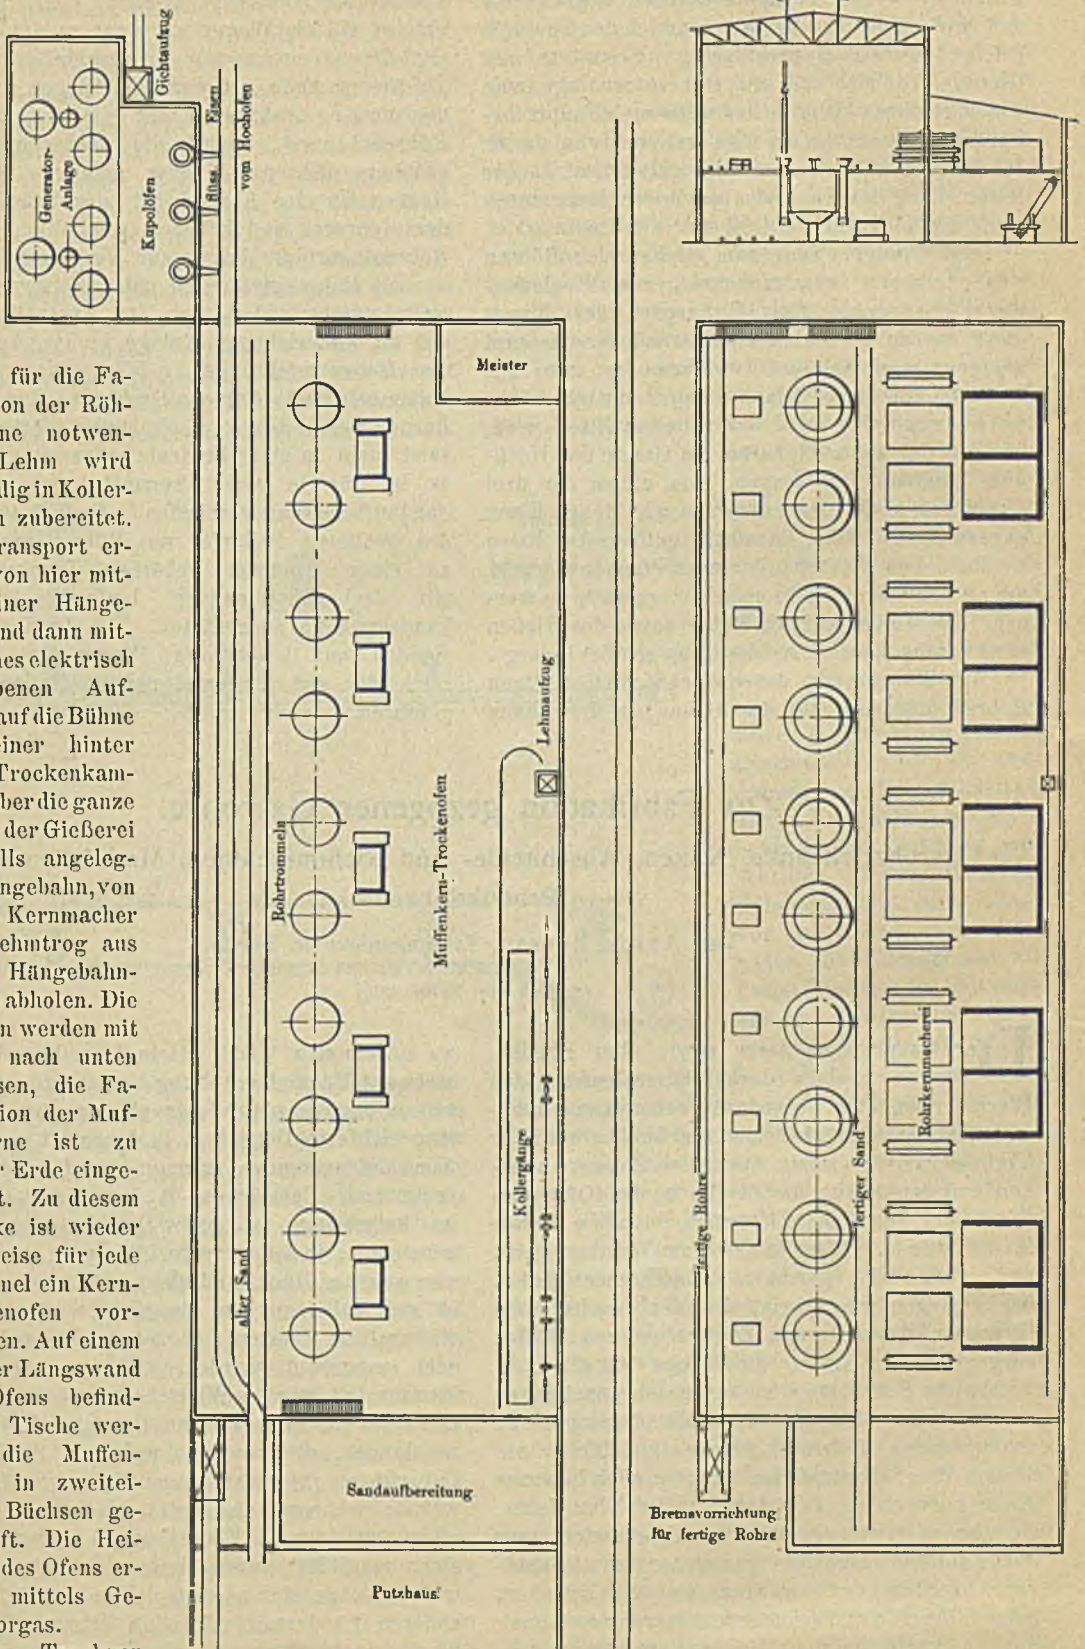 Gichtaufzug
Generator-
Anlage
Kupolöfen
flüss. Eisen
vom Hochofen
Meister
für die Fa-
on der Röh-
ne notwen-
Lehm wird
dig in Koller-
n zubereitet.
ransport er-
von hier mit-
iner Hänge-
nd dann mit-
nes elektrisch
benen Auf-
auf die Bühne
einer hinter
Trockenkam-
ber die ganze
der Gießerei
lls angeleg-
ngebahn, von
Kernmacher
ehmtrog aus
Hängebahn-
abholen. Die
n werden mit
nach unten
sen, die Fa-
ion der Muf-
rne ist zu
r Erde einge-
t. Zu diesem
ke ist wieder
eise für jede
nel ein Kern-
enofen vor-
en. Auf einem
er Längswand
Ofens befind-
Tische wer-
die Muffen-
in zweitei-
Büchsen ge-
ft. Die Hei-
des Ofens er-
mittels Ge-
orgas.
Rohrtrommeln
Muffenkern-Trockenofen
Lehmaufzug
Kollergänge
alter Sand
fertige Rohre
fertiger Sand
Rohrkernmacherei
Sandaufbereitung
Putzhaus
Bremsvorrichtung
für fertige Rohre